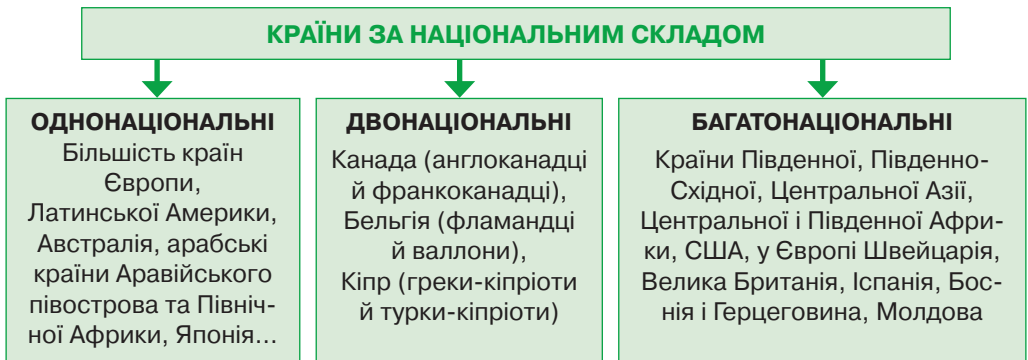 КРАЇНИ ЗА НАЦІОНАЛЬНИМ СКЛАДОМ
ОДНОНАЦІОНАЛЬНІ
Більшість країн
Європи,
Латинської Америки,
Австралія, арабські
країни Аравійського
півострова та Північ-
ної Африки, Японія...
ДВОНАЦІОНАЛЬНІ
Канада (англоканадці
й франкоканадці),
Бельгія (фламандці
й валлони),
Кіпр (греки-кіпріоти
й турки-кіпріоти)
БАГАТОНАЦІОНАЛЬНІ
Країни Південної, Південно-
Східної, Центральної Азії,
Центральної і Південної Афри-
ки, США, у Європі Швейцарія,
Велика Британія, Іспанія, Бос-
нія і Герцеговина, Молдова